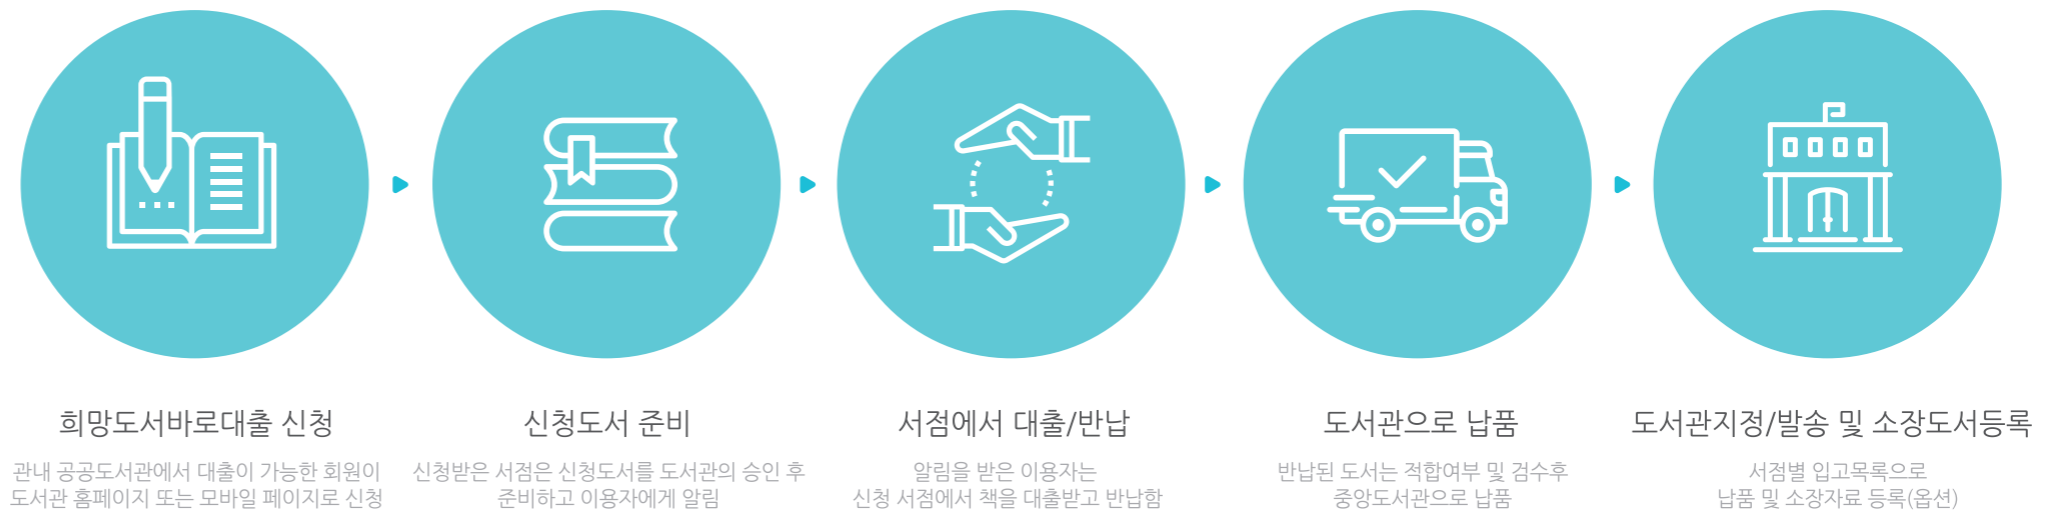 희망도서바로대출 신청
관내 공공도서관에서 대출이 가능한 회원이
도서관 홈페이지 또는 모바일 페이지로 신청
신청도서 준비
신청받은 서점은 신청도서를 도서관의 승인 후
준비하고 이용자에게 알림
서점에서 대출/반납
알림을 받은 이용자는
신청 서점에서 책을 대출받고 반납함
도서관으로 납품
반납된 도서는 적합여부 및 검수후
중앙도서관으로 납품
도서관지정/발송 및 소장도서등록
서점별 입고목록으로
납품 및 소장자료 등록(옵션)